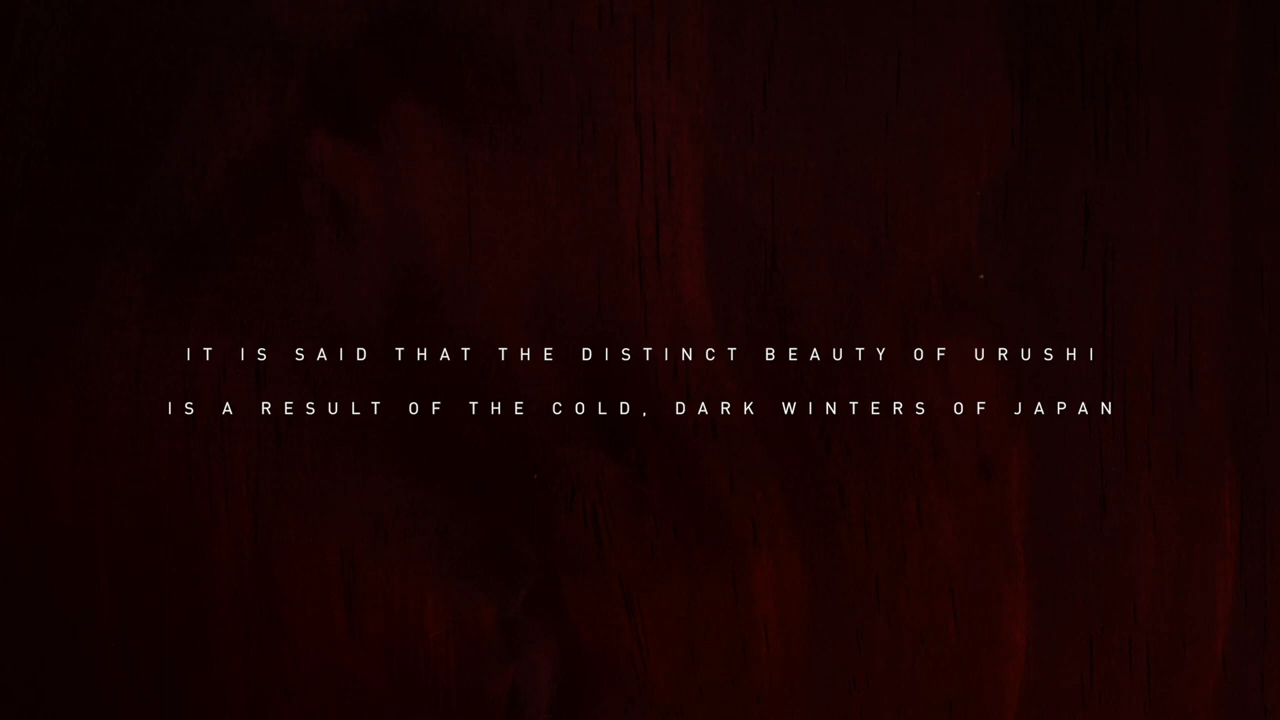 IT IS SAID THAT THE DISTINCT BEAUTY OF URUSHI
IS A RESULT OF THE COLD, DARK WINTERS OF JAPAN